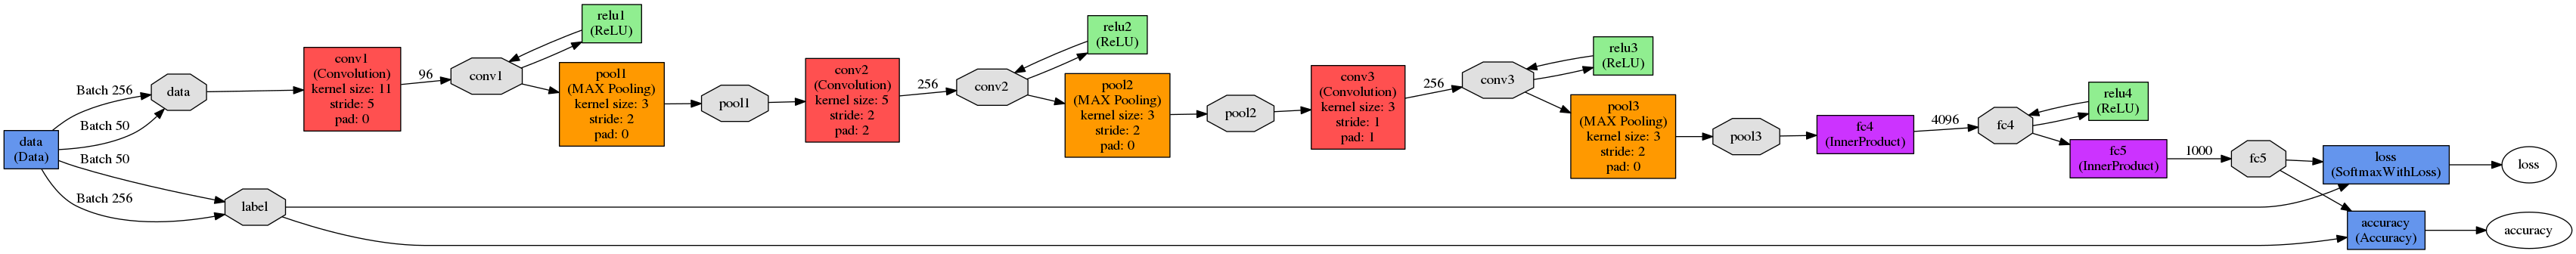 data
(Data)
Batch 256
Batch 50
Batch 50
Batch 256
data
label
conv1
(Convolution)
kernel size: 11
stride: 5
pad: 0
96
conv1
relu1
(ReLU)
pool1
(MAX Pooling)
kernel size: 3
stride: 2
pad: 0
pool1
conv2
(Convolution)
kernel size: 5
stride: 2
pad: 2
256
conv2
relu2
(ReLU)
pool2
(MAX Pooling)
kernel size: 3
stride: 2
pad: 0
pool2
conv3
(Convolution)
kernel size: 3
stride: 1
pad: 1
256
conv3
relu3
(ReLU)
pool3
(MAX Pooling)
kernel size: 3
stride: 2
pad: 0
pool3
fc4
(InnerProduct)
4096
fc4
relu4
(ReLU)
fc5
(InnerProduct)
1000
fc5
loss
(SoftmaxWithLoss)
loss
accuracy
(Accuracy)
accuracy